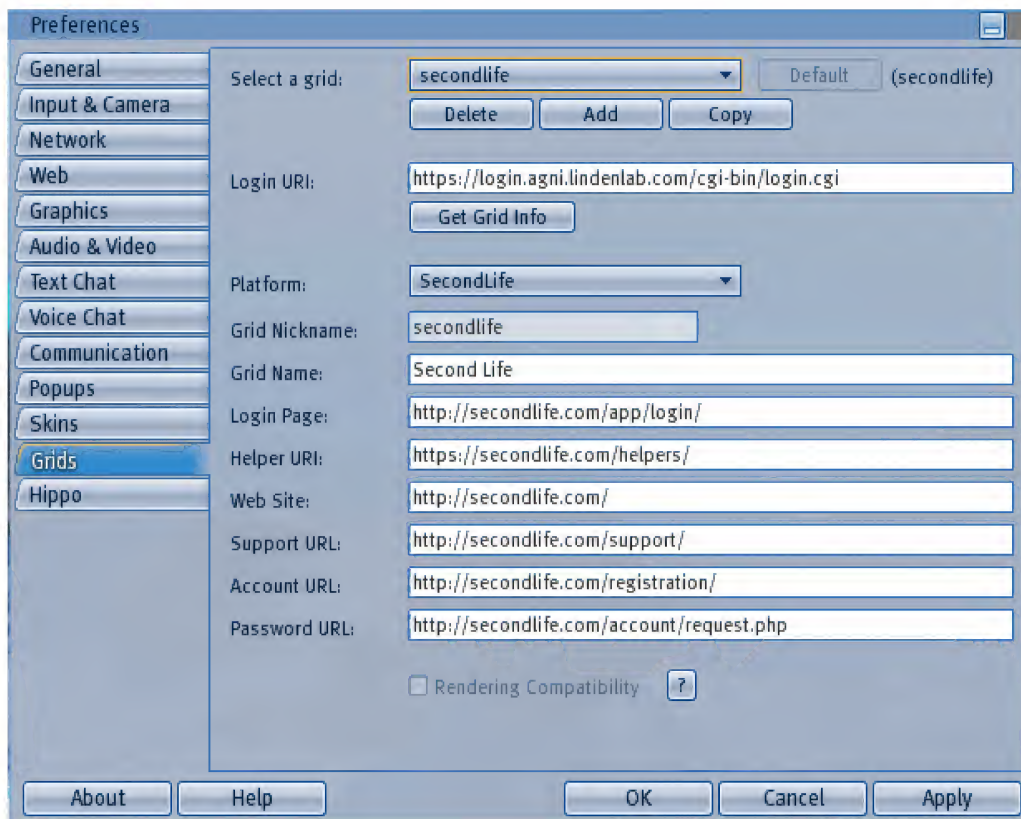 Preferences
General
Input & Camera
Network
Web
Graphics
Audio & Video
Text Chat
Voice Chat
Communication
Popups
Skins
Grids
Hippo
Select a grid: secondlife Default (secondlife)
Delete Add Copy
Login URI: https://login.agni.lindenlab.com/cgi-bin/login.cgi
Get Grid Info
Platform: SecondLife
Grid Nickname: secondlife
Grid Name: Second Life
Login Page: http://secondlife.com/app/login/
Helper URI: https://secondlife.com/helpers/
Web Site: http://secondlife.com/
Support URL: http://secondlife.com/support/
Account URL: http://secondlife.com/registration/
Password URL: http://secondlife.com/account/request.php
Rendering Compatibility ?
About Help OK Cancel Apply